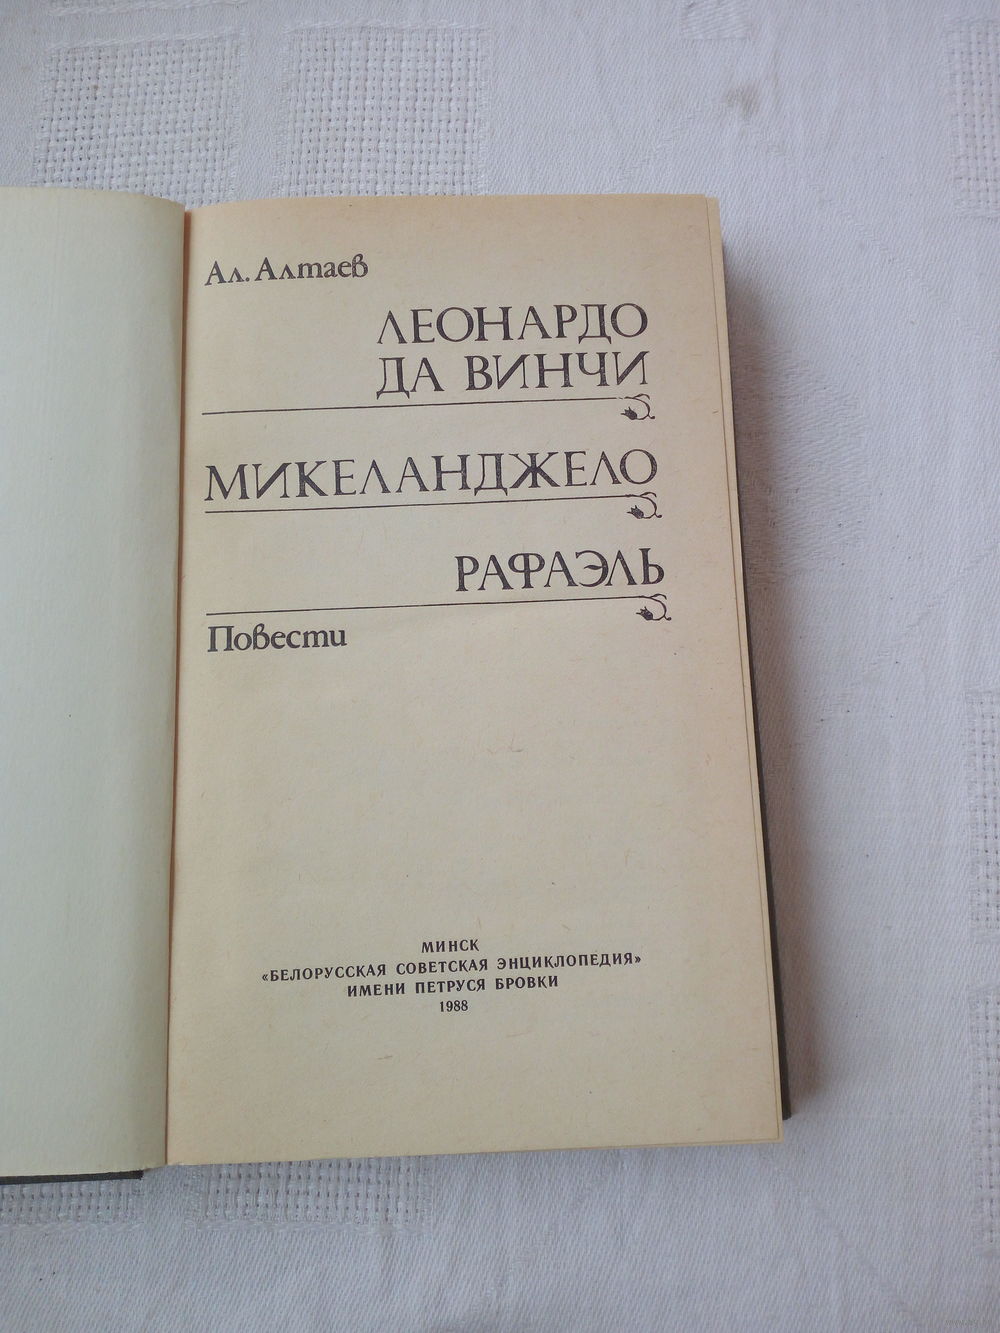 Ал. Алтаев
ЛЕОНАРДО
ДА ВИНЧИ
МИКЕЛАНДЖЕЛО
РАФАЭЛЬ
Повести
МИНСК
«БЕЛОРУССКАЯ СОВЕТСКАЯ ЭНЦИКЛОПЕДИЯ»
ИМЕНИ ПЕТРУСЯ БРОВКИ
1988